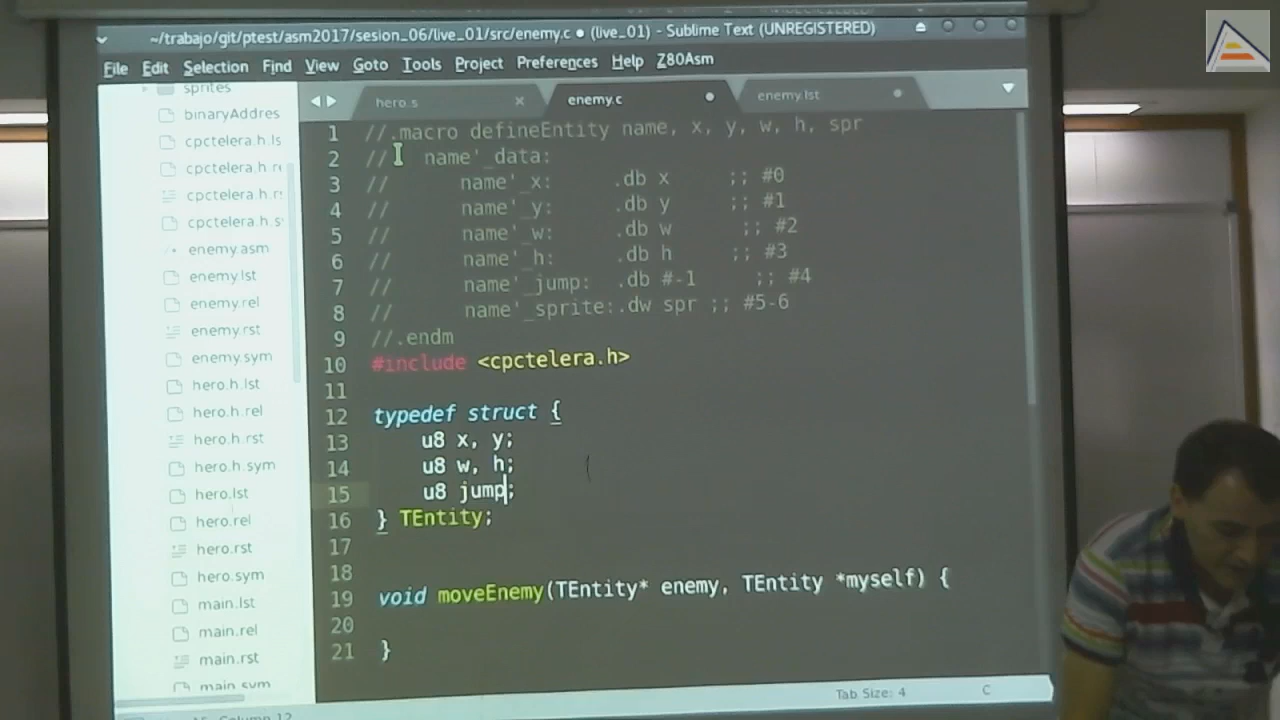 ~/trabajo/git/ptest/asm2017/sesion_06/live_01/src/enemy.c • (live_01) - Sublime Text (UNREGISTERED)
File Edit Selection Find View Goto Tools Project Preferences Help Z80Asm
hero.s × enemy.c • enemy.lst •
sprites
binaryAddres
cpctelera.h.ls
cpctelera.h.re
cpctelera.h.rs
cpctelera.h.s
enemy.asm
enemy.lst
enemy.rel
enemy.rst
enemy.sym
hero.h.lst
hero.h.rel
hero.h.rst
hero.h.sym
hero.lst
hero.rel
hero.rst
hero.sym
main.lst
main.rel
main.rst
main.sym
1 //.macro defineEntity name, x, y, w, h, spr
2 // name'_data:
3 // name'_x: .db x ;; #0
4 // name'_y: .db y ;; #1
5 // name'_w: .db w ;; #2
6 // name'_h: .db h ;; #3
7 // name'_jump: .db #-1 ;; #4
8 // name'_sprite:.dw spr ;; #5-6
9 //.endm
10 #include <cpctelera.h>
11
12 typedef struct {
13 u8 x, y;
14 u8 w, h;
15 u8 jump;
16 } TEntity;
17
18
19 void moveEnemy(TEntity* enemy, TEntity *myself) {
20
21 }
Column 12 Tab Size: 4 C